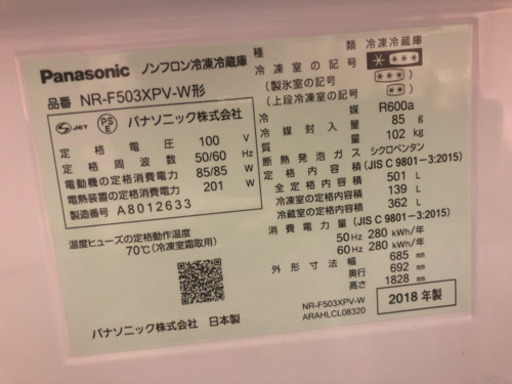 Panasonic ノンフロン冷凍冷蔵庫
品番 NR-F503XPV-W形
S JET PSE パナソニック株式会社
定格電圧 100 V
定格周波数 50/60 Hz
電動機の定格消費電力 85/85 W
電熱装置の定格消費電力 201 W
製造番号 A8012633
温度ヒューズの定格動作温度
70℃(冷凍室霜取用)
パナソニック株式会社 日本製
種類 冷凍冷蔵庫
冷凍室の記号 * ***
(製氷室の記号) ***
(上段冷凍室の記号) **
冷媒 R600a
冷媒封入量 85 g
質量 102 kg
断熱発泡ガス シクロペンタン
定格内容積 (JIS C 9801-3:2015)
全定格内容積 501 L
冷凍室の定格内容積 139 L
冷蔵室の定格内容積 362 L
消費電力量 (JIS C 9801-3:2015)
50Hz 280 kWh/年
60Hz 280 kWh/年
外形寸法 幅 685 mm
奥行 692 mm
高さ 1828 mm
NR-F503XPV-W
ARAHLCL08320
2018年製